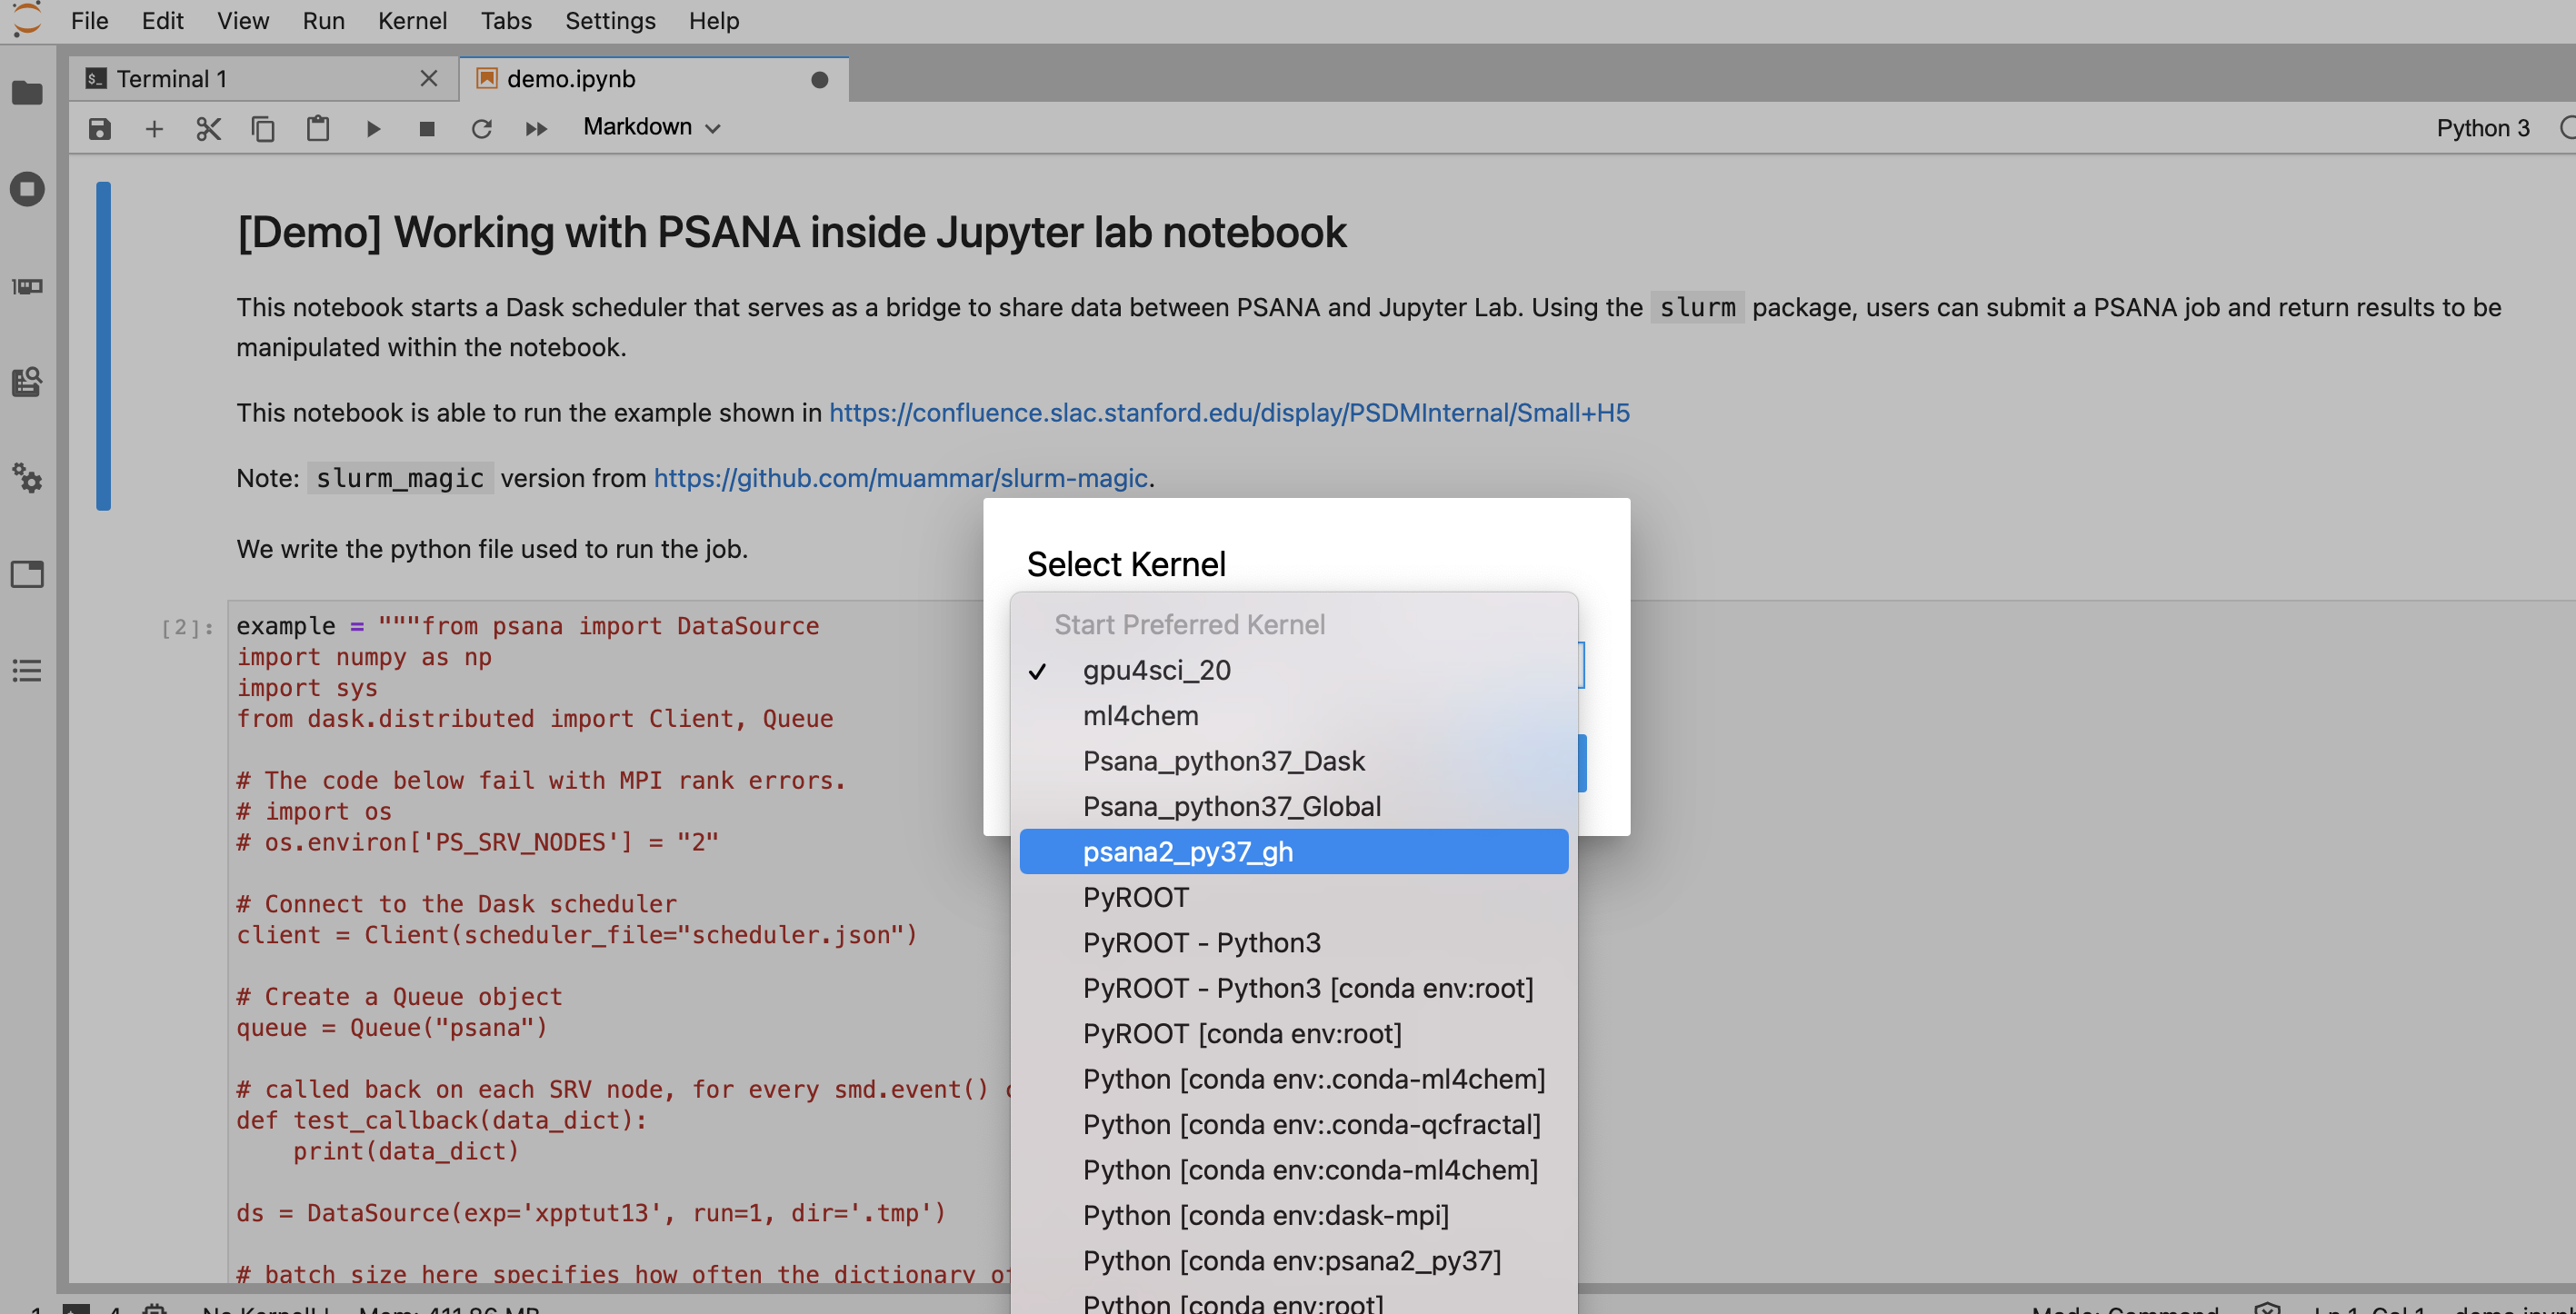 File Edit View Run Kernel Tabs Settings Help
Terminal 1
demo.ipynb
Markdown
Python 3
[Demo] Working with PSANA inside Jupyter lab notebook
This notebook starts a Dask scheduler that serves as a bridge to share data between PSANA and Jupyter Lab. Using the slurm package, users can submit a PSANA job and return results to be
manipulated within the notebook.
This notebook is able to run the example shown in https://confluence.slac.stanford.edu/display/PSDMInternal/Small+H5
Note: slurm_magic version from https://github.com/muammar/slurm-magic.
We write the python file used to run the job.
[2]:
example = """from psana import DataSource
import numpy as np
import sys
from dask.distributed import Client, Queue
# The code below fail with MPI rank errors.
# import os
# os.environ['PS_SRV_NODES'] = "2"
# Connect to the Dask scheduler
client = Client(scheduler_file="scheduler.json")
# Create a Queue object
queue = Queue("psana")
# called back on each SRV node, for every smd.event()
def test_callback(data_dict):
    print(data_dict)
ds = DataSource(exp='xpptut13', run=1, dir='.tmp')
# batch size here specifies how often the dictionary
Select Kernel
Start Preferred Kernel
✓ gpu4sci_20
ml4chem
Psana_python37_Dask
Psana_python37_Global
psana2_py37_gh
PyROOT
PyROOT - Python3
PyROOT - Python3 [conda env:root]
PyROOT [conda env:root]
Python [conda env:.conda-ml4chem]
Python [conda env:.conda-qcfractal]
Python [conda env:conda-ml4chem]
Python [conda env:dask-mpi]
Python [conda env:psana2_py37]
Python [conda env:root]
Mem: 411.86 MB
Mode: Command
Ln 1, Col 1